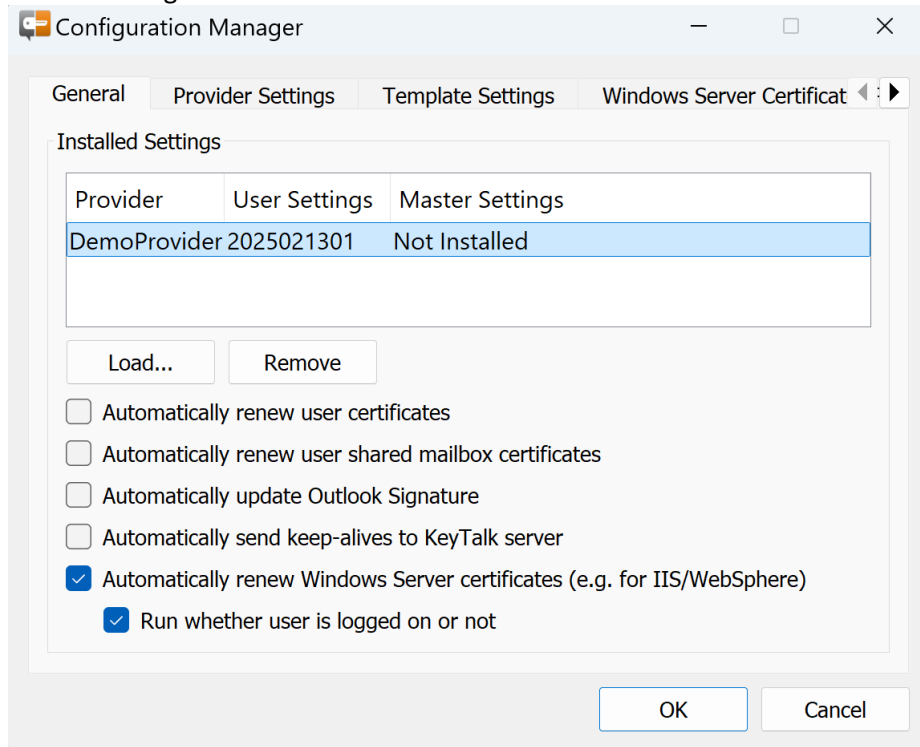 Configuration Manager
General Provider Settings Template Settings Windows Server Certificat
Installed Settings
Provider User Settings Master Settings
DemoProvider 2025021301 Not Installed
Load... Remove
Automatically renew user certificates
Automatically renew user shared mailbox certificates
Automatically update Outlook Signature
Automatically send keep-alives to KeyTalk server
Automatically renew Windows Server certificates (e.g. for IIS/WebSphere)
Run whether user is logged on or not
OK Cancel